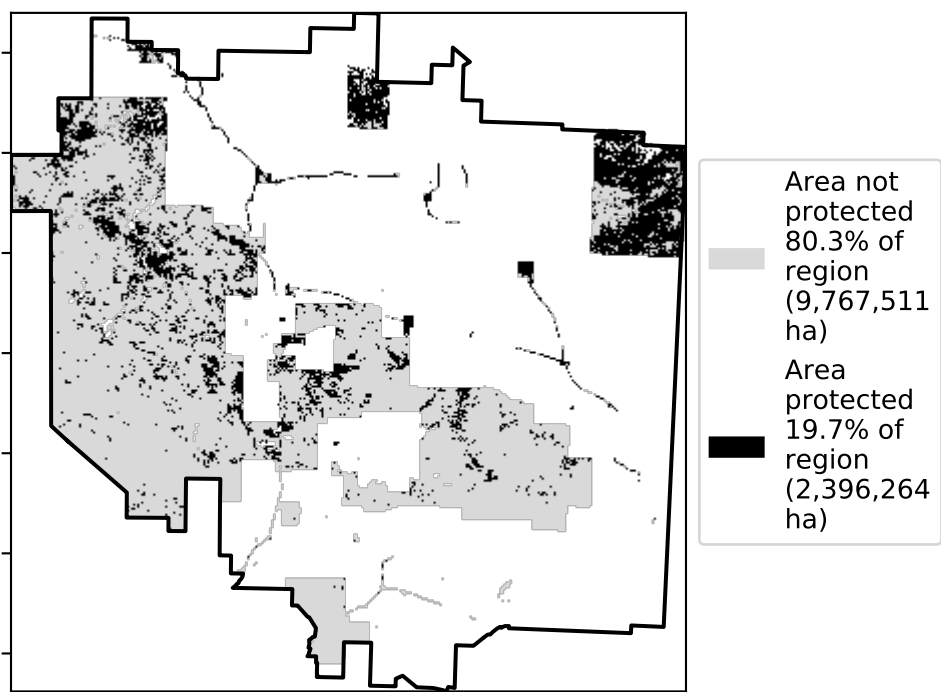 Area not
protected
80.3% of
region
(9,767,511
ha)
Area
protected
19.7% of
region
(2,396,264
ha)